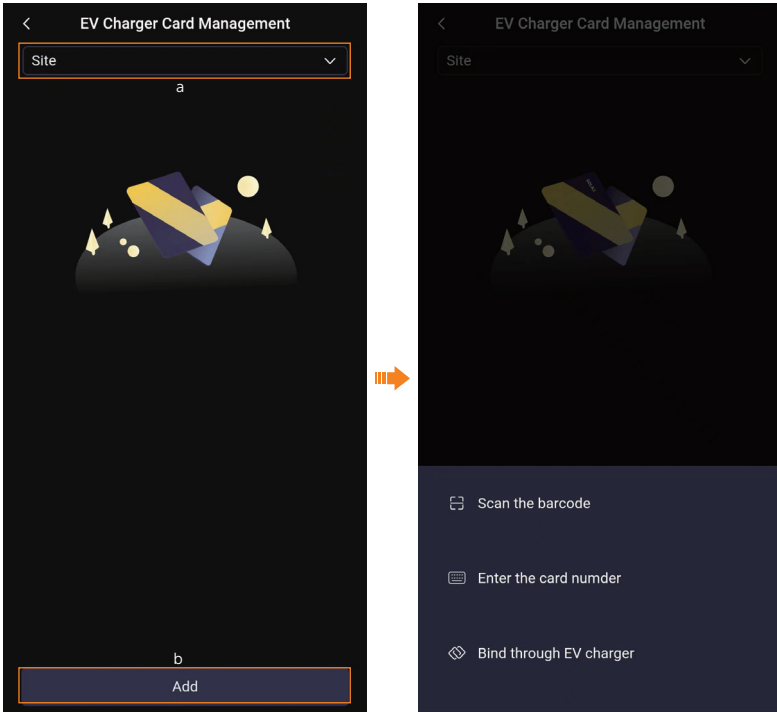 EV Charger Card Management
Site
a
b
Add
EV Charger Card Management
Site
Scan the barcode
Enter the card numder
Bind through EV charger